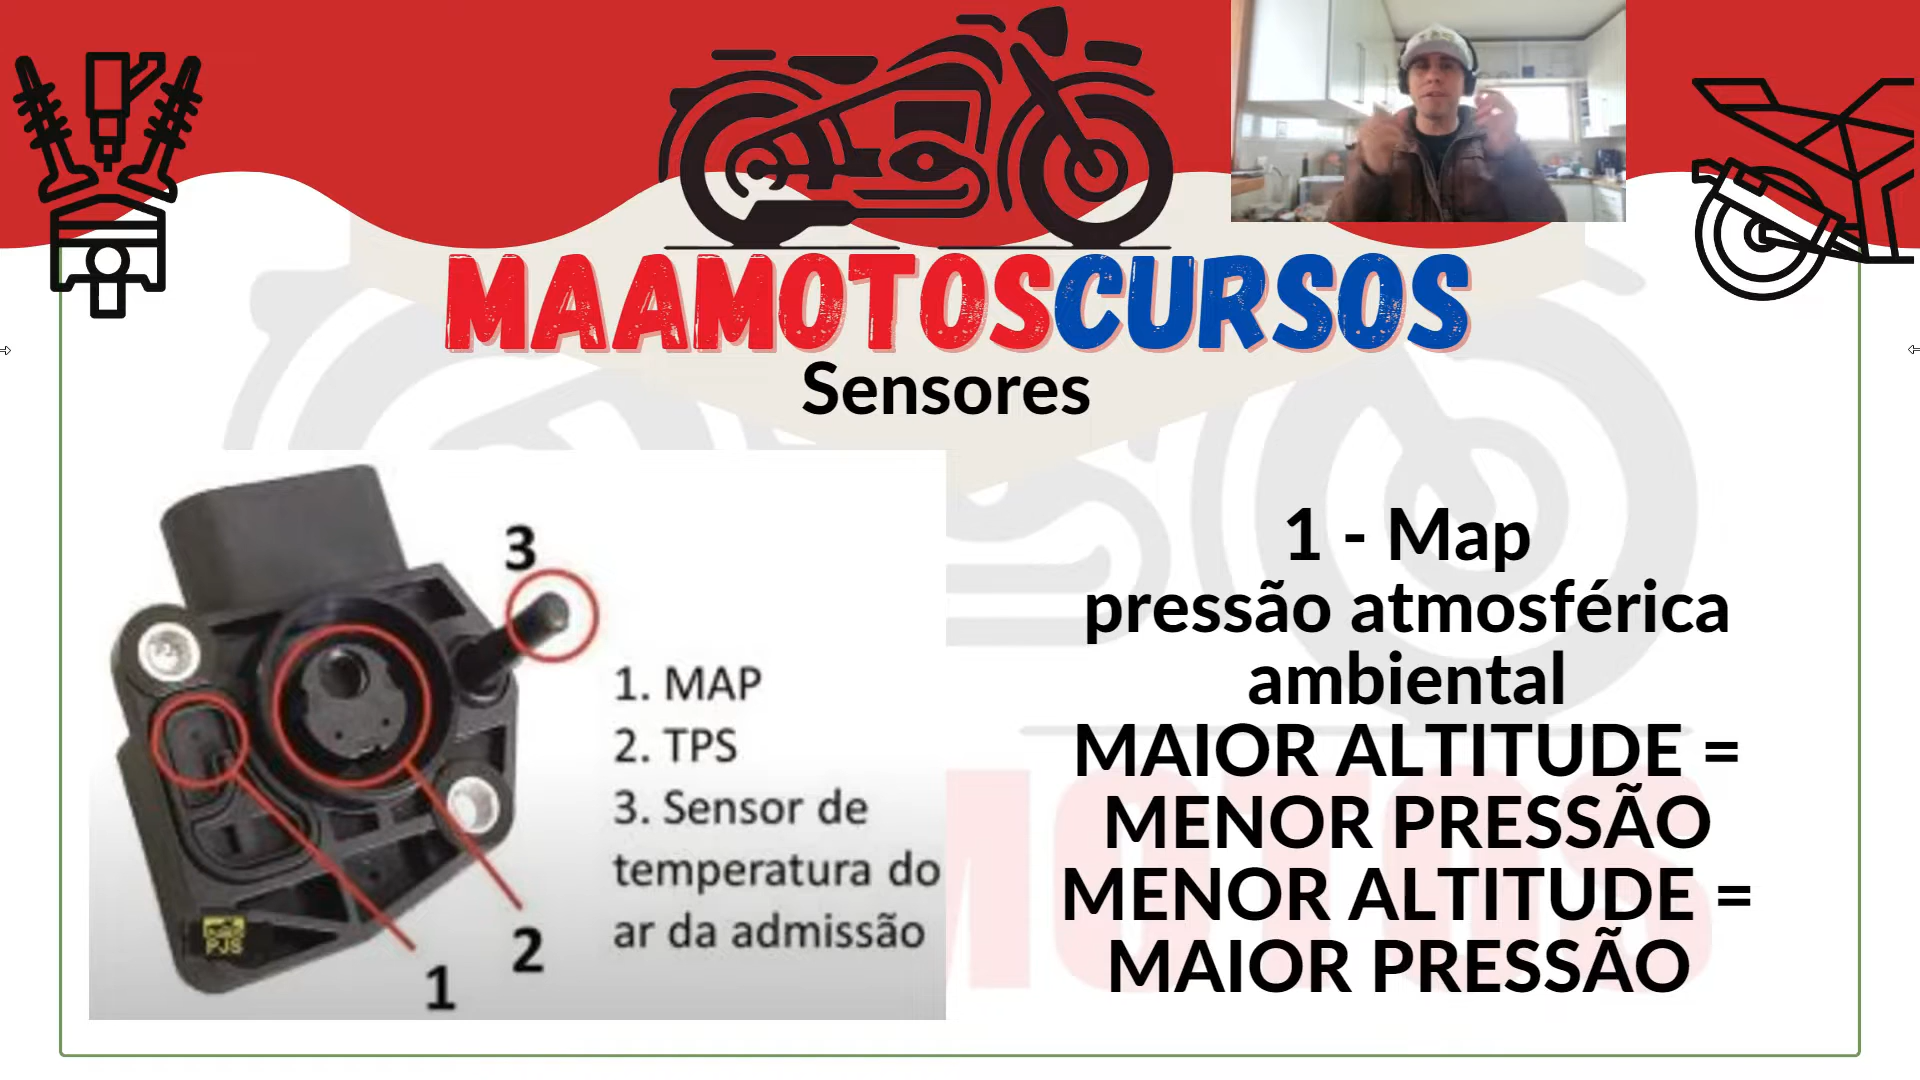 MAAMOTOSCURSOS
Sensores
3
1. MAP
2. TPS
3. Sensor de
temperatura do
ar da admissão
2
1
PJS
1 - Map
pressão atmosférica
ambiental
MAIOR ALTITUDE =
MENOR PRESSÃO
MENOR ALTITUDE =
MAIOR PRESSÃO